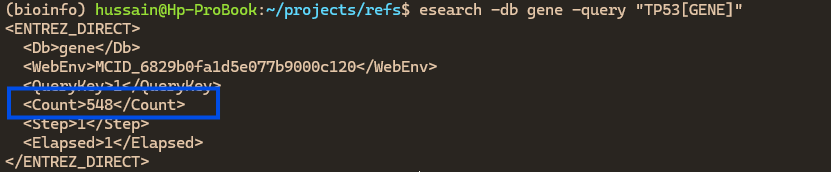 (bioinfo) hussain@Hp-ProBook:~/projects/refs$ esearch -db gene -query "TP53[GENE]"
<ENTREZ_DIRECT>
  <Db>gene</Db>
  <WebEnv>MCID_6829b0fa1d5e077b9000c120</WebEnv>
  <QueryKey>1</QueryKey>
  <Count>548</Count>
  <Step>1</Step>
  <Elapsed>1</Elapsed>
</ENTREZ_DIRECT>